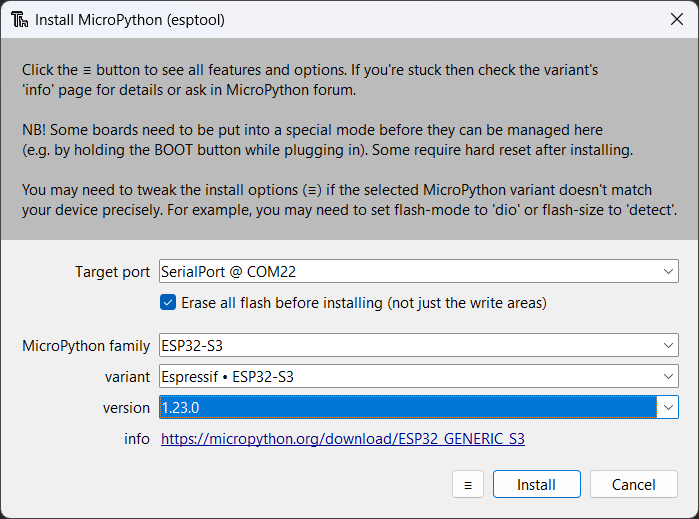 Install MicroPython (esptool)
Click the ≡ button to see all features and options. If you're stuck then check the variant's
'info' page for details or ask in MicroPython forum.
NB! Some boards need to be put into a special mode before they can be managed here
(e.g. by holding the BOOT button while plugging in). Some require hard reset after installing.
You may need to tweak the install options (≡) if the selected MicroPython variant doesn't match
your device precisely. For example, you may need to set flash-mode to 'dio' or flash-size to 'detect'.
Target port SerialPort @ COM22
Erase all flash before installing (not just the write areas)
MicroPython family ESP32-S3
variant Espressif • ESP32-S3
version 1.23.0
info https://micropython.org/download/ESP32_GENERIC_S3
≡ Install Cancel